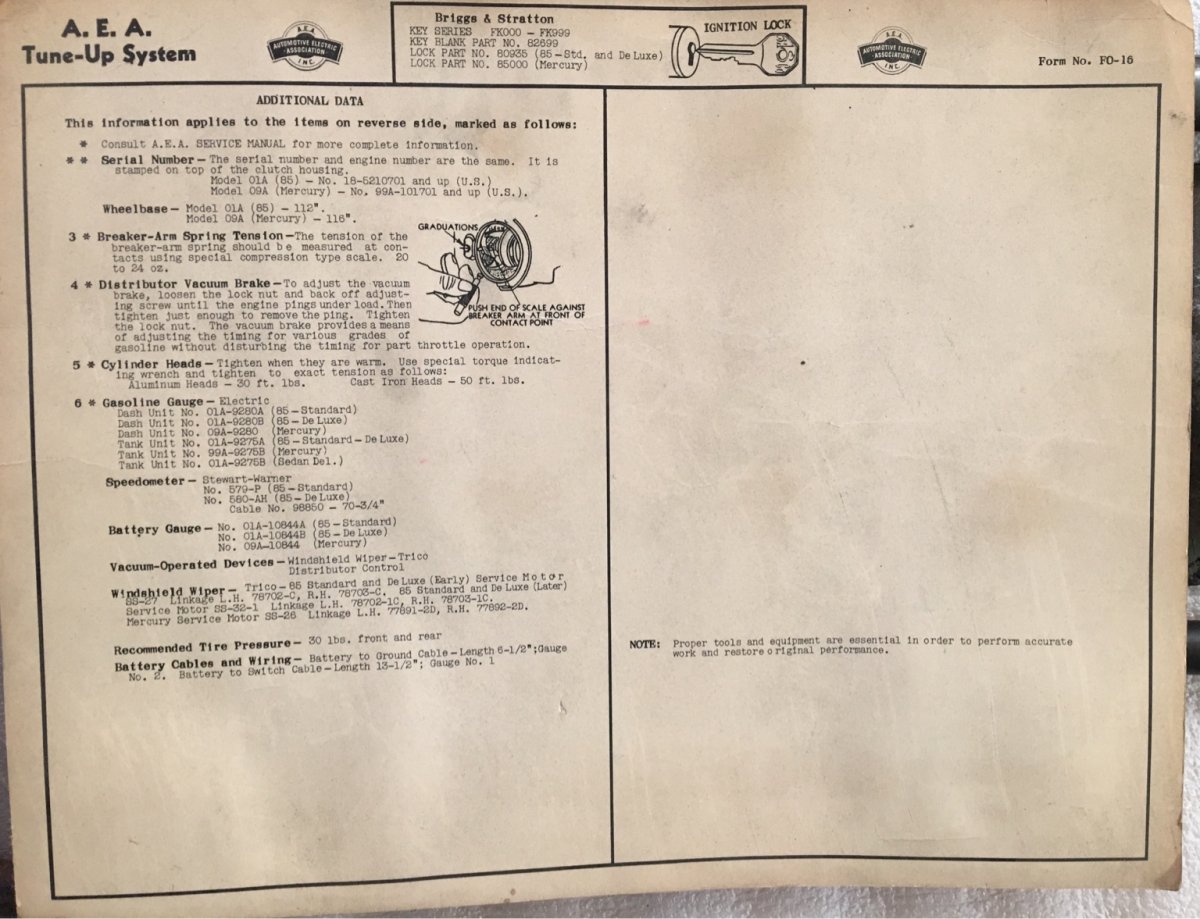 A. E. A.
Tune-Up System
A.E.A.
AUTOMOTIVE ELECTRIC
ASSOCIATION
INC.
Briggs & Stratton
KEY SERIES FK000 - FK999
KEY BLANK PART NO. 82699
LOCK PART NO. 80935 (85-Std. and De Luxe)
LOCK PART NO. 85000 (Mercury)
IGNITION LOCK
A.E.A.
AUTOMOTIVE ELECTRIC
ASSOCIATION
INC.
Form No. FO-16
ADDITIONAL DATA
This information applies to the items on reverse side, marked as follows:
* Consult A.E.A. SERVICE MANUAL for more complete information.
* * Serial Number - The serial number and engine number are the same. It is
stamped on top of the clutch housing.
Model 01A (85) - No. 18-5210701 and up (U.S.)
Model 09A (Mercury) - No. 99A-101701 and up (U.S.).
Wheelbase - Model 01A (85) - 112".
Model 09A (Mercury) - 116".
3 * Breaker-Arm Spring Tension-The tension of the
breaker-arm spring should be measured at con-
tacts using special compression type scale. 20
to 24 oz.
GRADUATIONS
PUSH END OF SCALE AGAINST
BREAKER ARM AT FRONT OF
CONTACT POINT
4 * Distributor Vacuum Brake-To adjust the vacuum
brake, loosen the lock nut and back off adjust-
ing screw until the engine pings under load. Then
tighten just enough to remove the ping. Tighten
the lock nut. The vacuum brake provides a means
of adjusting the timing for various grades of
gasoline without disturbing the timing for part throttle operation.
5 * Cylinder Heads - Tighten when they are warm. Use special torque indicat-
ing wrench and tighten to exact tension as follows:
Aluminum Heads - 30 ft. lbs. Cast Iron Heads - 50 ft. lbs.
6 * Gasoline Gauge - Electric
Dash Unit No. 01A-9280A (85-Standard)
Dash Unit No. 01A-9280B (85-De Luxe)
Dash Unit No. 09A-9280 (Mercury)
Tank Unit No. 01A-9275A (85-Standard-De Luxe)
Tank Unit No. 99A-9275B (Mercury)
Tank Unit No. 01A-9275B (Sedan Del.)
Speedometer - Stewart-Warner
No. 579-P (85-Standard)
No. 580-AH (85-De Luxe)
Cable No. 98850 - 70-3/4"
Battery Gauge - No. 01A-10844A (85-Standard)
No. 01A-10844B (85-De Luxe)
No. 09A-10844 (Mercury)
Vacuum-Operated Devices-Windshield Wiper-Trico
Distributor Control
Windshield Wiper - Trico-85 Standard and De Luxe (Early) Service Motor
SS-27 Linkage L.H. 78702-C, R.H. 78703-C. 85 Standard and De Luxe (Later)
Service Motor SS-32-1 Linkage L.H. 78702-1C, R.H. 78703-1C.
Mercury Service Motor SS-26 Linkage L.H. 77891-2D, R.H. 77892-2D.
Recommended Tire Pressure- 30 lbs. front and rear
Battery Cables and Wiring- Battery to Ground Cable-Length 6-1/2"; Gauge
No. 2. Battery to Switch Cable-Length 13-1/2"; Gauge No. 1
NOTE: Proper tools and equipment are essential in order to perform accurate
work and restore original performance.